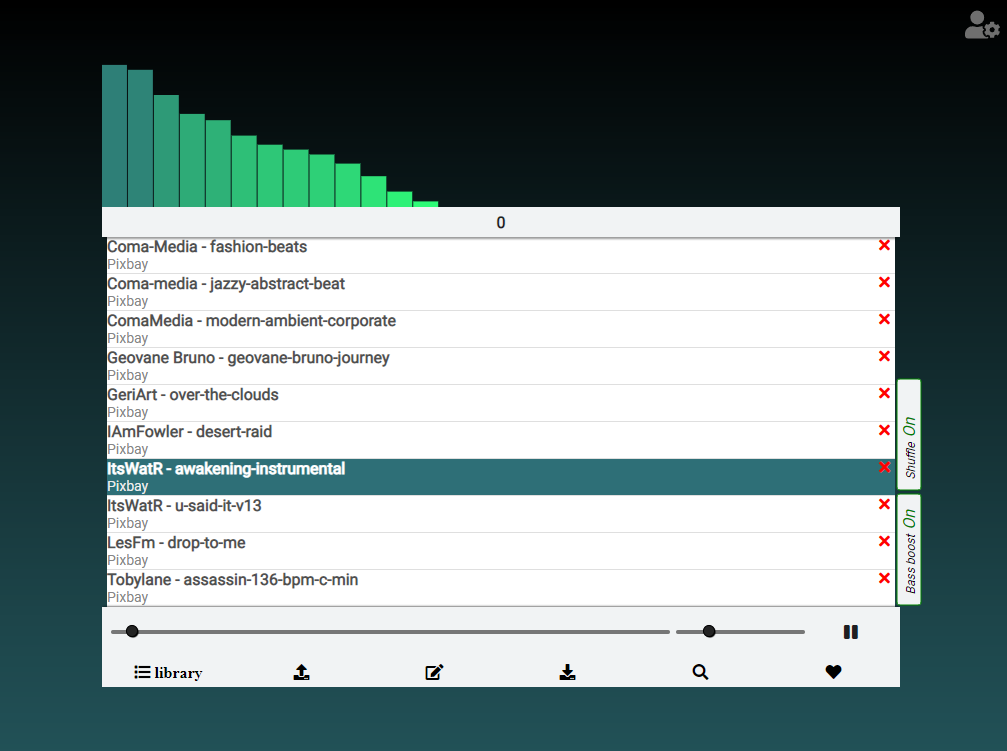 0
Coma-Media - fashion-beats
Pixbay
Coma-media - jazzy-abstract-beat
Pixbay
ComaMedia - modern-ambient-corporate
Pixbay
Geovane Bruno - geovane-bruno-journey
Pixbay
GeriArt - over-the-clouds
Pixbay
IAmFowler - desert-raid
Pixbay
ItsWatR - awakening-instrumental
Pixbay
ItsWatR - u-said-it-v13
Pixbay
LesFm - drop-to-me
Pixbay
Tobylane - assassin-136-bpm-c-min
Pixbay
Shuffle On
Bass boost On
library